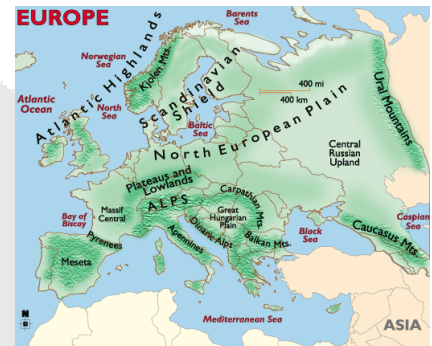 EUROPE
Barents
Sea
Norwegian
Sea
Atlantic Highlands
Kjolen Mts.
Scandinavian
Shield
400 mi
400 km
Ural Mountains
Atlantic
Ocean
North
Sea
Baltic
Sea
North European Plain
Central
Russian
Upland
Plateaus and
Lowlands
Carpathian Mts.
ALPS
Bay of
Biscay
Massif
Central
Great
Hungarian
Plain
Caspian
Sea
Black
Sea
Caucasus Mts.
Pyrenees
Apennines
Dinaric Alps
Balkan Mts.
Meseta
Mediterranean Sea
N
ASIA